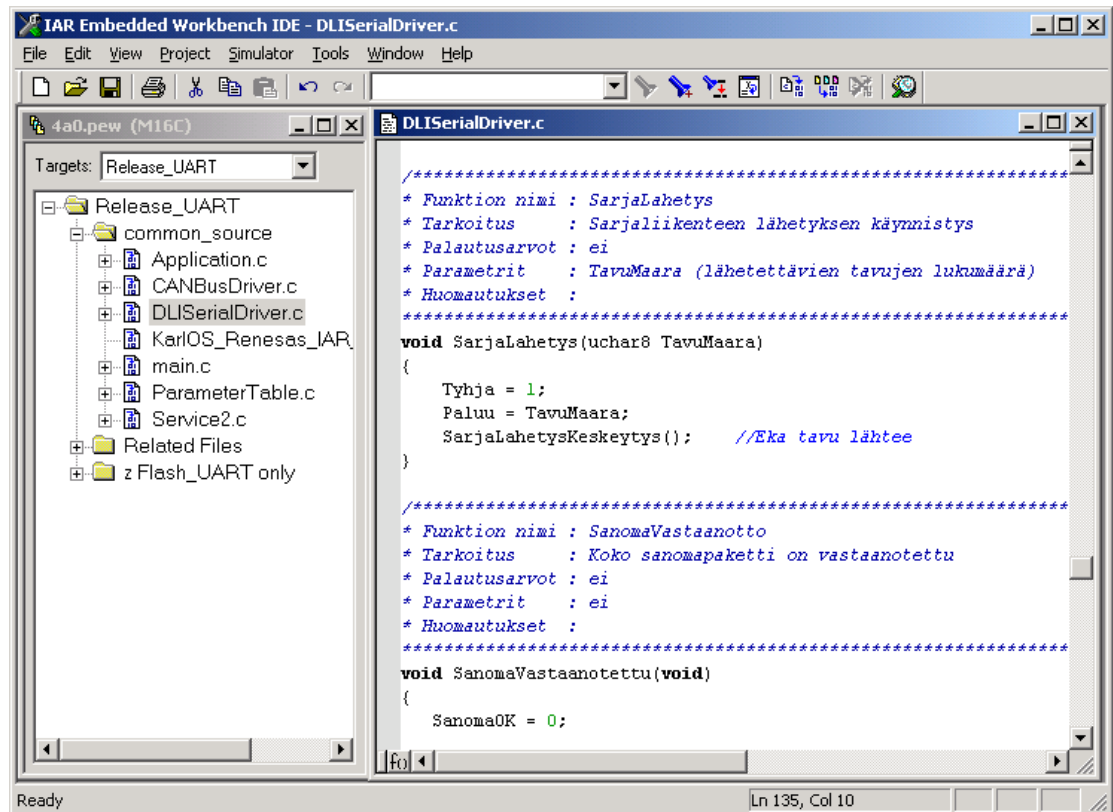 IAR Embedded Workbench IDE - DLISerialDriver.c
File Edit View Project Simulator Tools Window Help
4a0.pew (M16C)
Targets: Release_UART
Release_UART
common_source
Application.c
CANBusDriver.c
DLISerialDriver.c
KarlOS_Renesas_IAR_
main.c
ParameterTable.c
Service2.c
Related Files
z Flash_UART only
DLISerialDriver.c
/***************************************************************
* Funktion nimi : SarjaLahetys
* Tarkoitus : Sarjaliikenteen lähetyksen käynnistys
* Palautusarvot : ei
* Parametrit : TavuMaara (lähetettävien tavujen lukumäärä)
* Huomautukset :
****************************************************************
void SarjaLahetys(uchar8 TavuMaara)
{
Tyhja = 1;
Paluu = TavuMaara;
SarjaLahetysKeskeytys(); //Eka tavu lähtee
}
/***************************************************************
* Funktion nimi : SanomaVastaanotto
* Tarkoitus : Koko sanomapaketti on vastaanotettu
* Palautusarvot : ei
* Parametrit : ei
* Huomautukset :
****************************************************************
void SanomaVastaanotettu(void)
{
SanomaOK = 0;
fo
Ready
Ln 135, Col 10